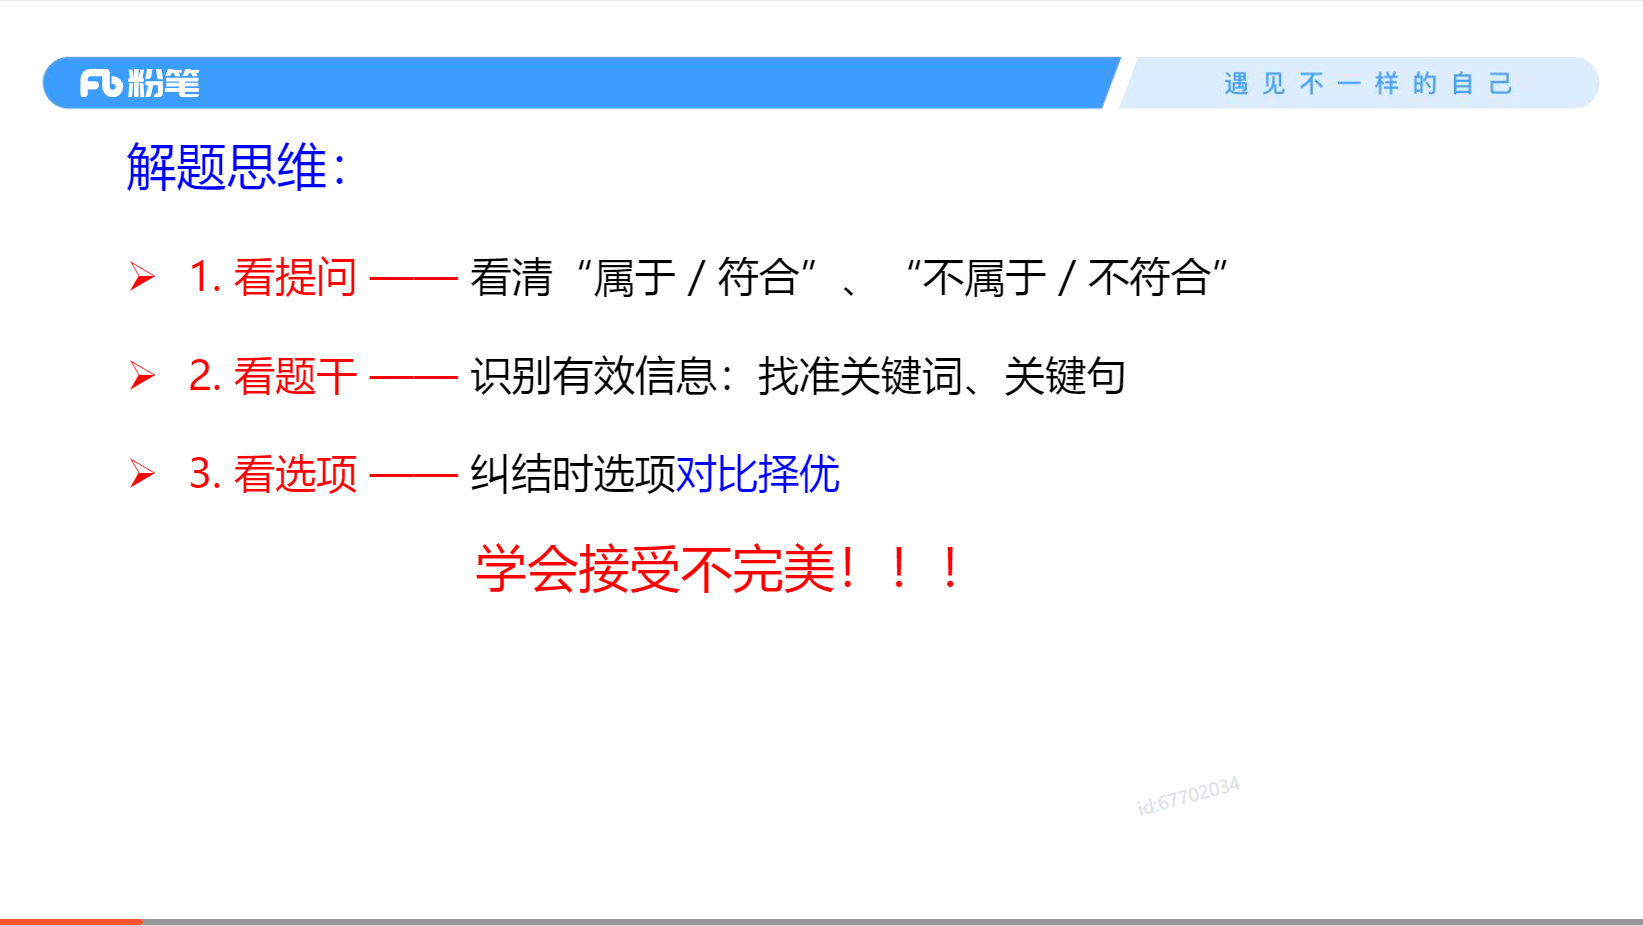 粉笔
遇见不一样的自己
解题思维：
➢ 1. 看提问 —— 看清“属于 / 符合”、“不属于 / 不符合”
➢ 2. 看题干 —— 识别有效信息：找准关键词、关键句
➢ 3. 看选项 —— 纠结时选项对比择优
学会接受不完美！！！
id:67702034